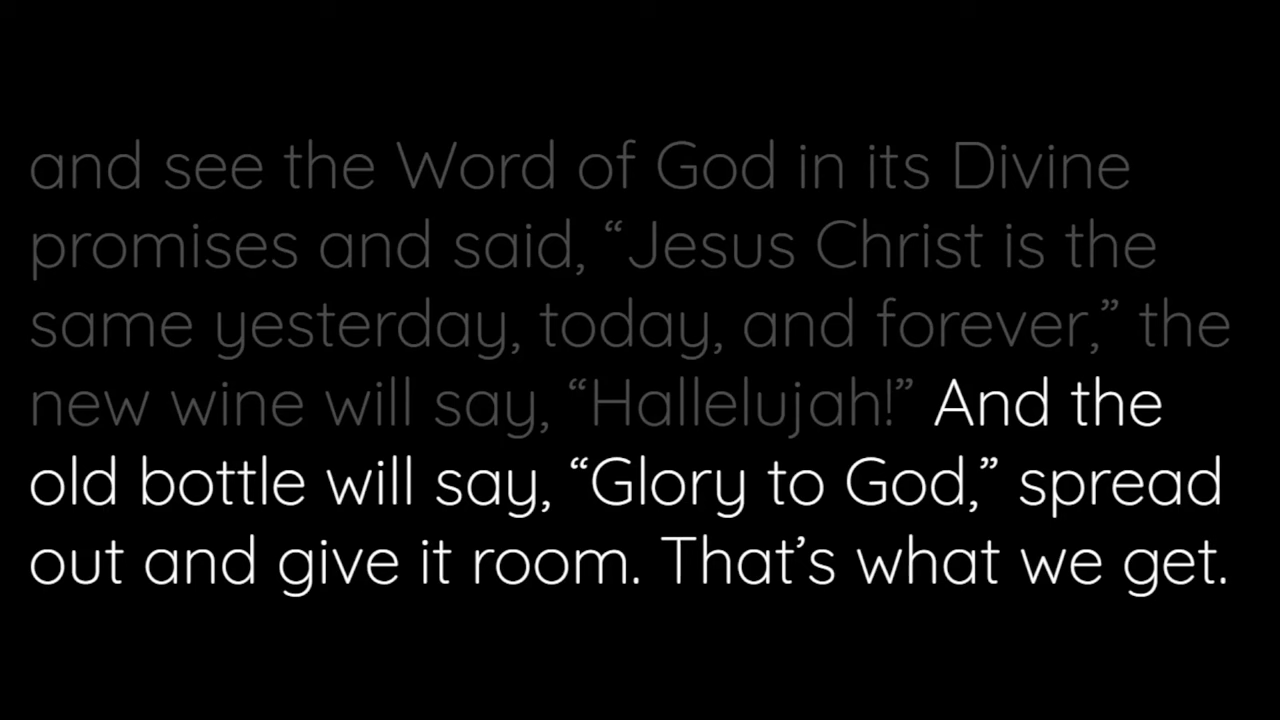 and see the Word of God in its Divine
promises and said, “Jesus Christ is the
same yesterday, today, and forever,” the
new wine will say, “Hallelujah!” And the
old bottle will say, “Glory to God,” spread
out and give it room. That’s what we get.